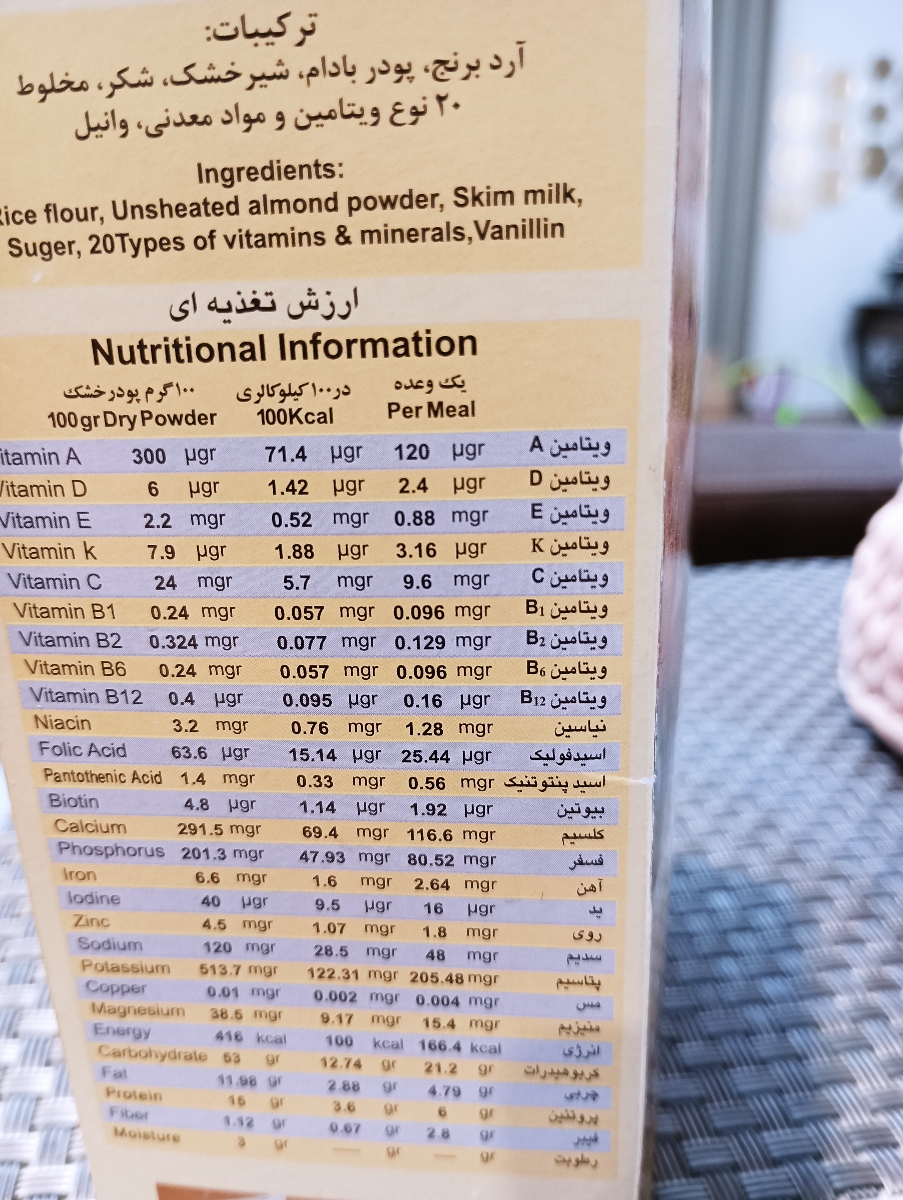 ترکیبات:
آرد برنج، پودر بادام، شیرخشک، شکر، مخلوط
۲۰ نوع ویتامین و مواد معدنی، وانیل
Ingredients:
Rice flour, Unsheated almond powder, Skim milk,
Suger, 20Types of vitamins & minerals,Vanillin
ارزش تغذیه ای
Nutritional Information
۱۰۰گرم پودرخشک در۱۰۰کیلوکالری یک وعده
100gr Dry Powder 100Kcal Per Meal
Vitamin A 300 µgr 71.4 µgr 120 µgr ویتامین A
Vitamin D 6 µgr 1.42 µgr 2.4 µgr ویتامین D
Vitamin E 2.2 mgr 0.52 mgr 0.88 mgr ویتامین E
Vitamin k 7.9 µgr 1.88 µgr 3.16 µgr ویتامین K
Vitamin C 24 mgr 5.7 mgr 9.6 mgr ویتامین C
Vitamin B1 0.24 mgr 0.057 mgr 0.096 mgr ویتامین B1
Vitamin B2 0.324 mgr 0.077 mgr 0.129 mgr ویتامین B2
Vitamin B6 0.24 mgr 0.057 mgr 0.096 mgr ویتامین B6
Vitamin B12 0.4 µgr 0.095 µgr 0.16 µgr ویتامین B12
Niacin 3.2 mgr 0.76 mgr 1.28 mgr نیاسین
Folic Acid 63.6 µgr 15.14 µgr 25.44 µgr اسیدفولیک
Pantothenic Acid 1.4 mgr 0.33 mgr 0.56 mgr اسید پنتوتنیک
Biotin 4.8 µgr 1.14 µgr 1.92 µgr بیوتین
Calcium 291.5 mgr 69.4 mgr 116.6 mgr کلسیم
Phosphorus 201.3 mgr 47.93 mgr 80.52 mgr فسفر
Iron 6.6 mgr 1.6 mgr 2.64 mgr آهن
Iodine 40 µgr 9.5 µgr 16 µgr ید
Zinc 4.5 mgr 1.07 mgr 1.8 mgr روی
Sodium 120 mgr 28.5 mgr 48 mgr سدیم
Potassium 513.7 mgr 122.31 mgr 205.48 mgr پتاسیم
Copper 0.01 mgr 0.002 mgr 0.004 mgr مس
Magnesium 38.5 mgr 9.17 mgr 15.4 mgr منیزیم
Energy 416 kcal 100 kcal 166.4 kcal انرژی
Carbohydrate 53 gr 12.74 gr 21.2 gr کربوهیدرات
Fat 11.98 gr 2.88 gr 4.79 gr چربی
Protein 15 gr 3.6 gr 6 gr پروتئین
Fiber 1.12 gr 0.67 gr 2.8 gr فیبر
Moisture 3 gr — gr — gr رطوبت